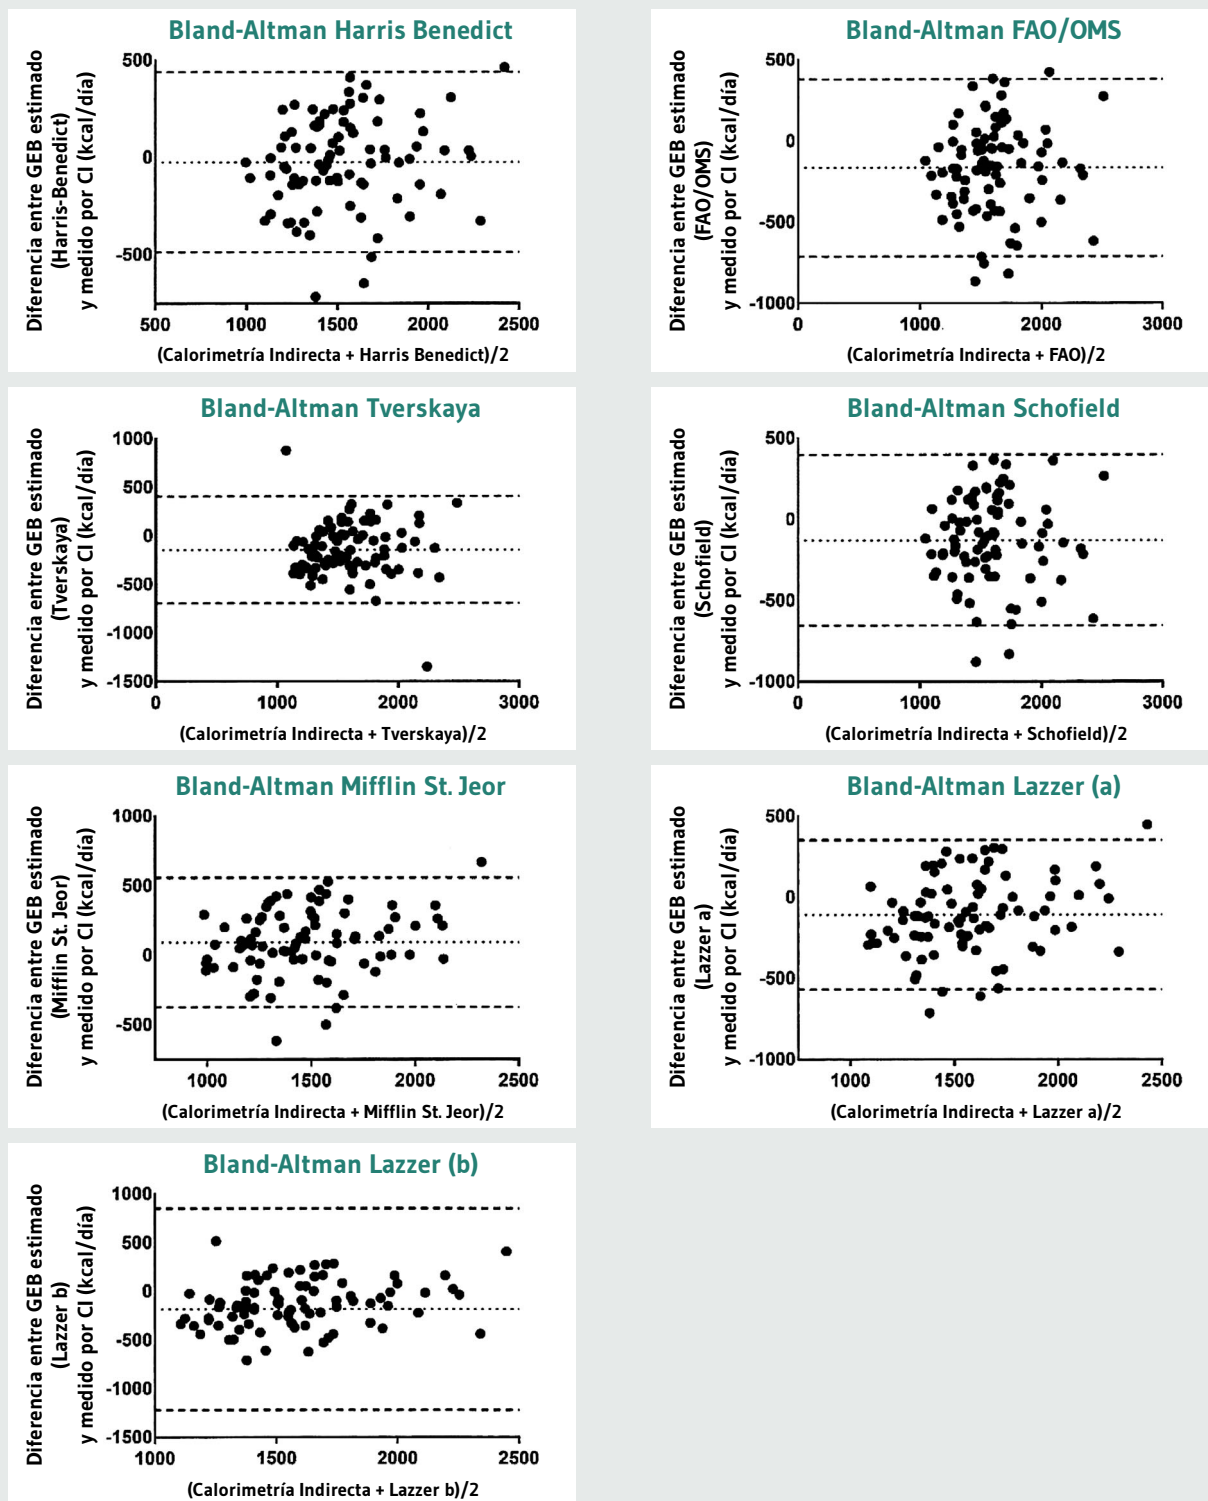 Bland-Altman Harris Benedict
Diferencia entre GEB estimado
(Harris-Benedict)
y medido por CI (kcal/día)
500
0
-500
500
1000
1500
2000
2500
(Calorimetría Indirecta + Harris Benedict)/2
Bland-Altman FAO/OMS
Diferencia entre GEB estimado
(FAO/OMS)
y medido por CI (kcal/día)
500
0
-500
-1000
0
1000
2000
3000
(Calorimetría Indirecta + FAO)/2
Bland-Altman Tverskaya
Diferencia entre GEB estimado
(Tverskaya)
y medido por CI (kcal/día)
1000
500
0
-500
-1000
-1500
0
1000
2000
3000
(Calorimetría Indirecta + Tverskaya)/2
Bland-Altman Schofield
Diferencia entre GEB estimado
(Schofield)
y medido por CI (kcal/día)
500
0
-500
-1000
0
1000
2000
3000
(Calorimetría Indirecta + Schofield)/2
Bland-Altman Mifflin St. Jeor
Diferencia entre GEB estimado
(Mifflin St. Jeor)
y medido por CI (kcal/día)
1000
500
0
-500
1000
1500
2000
2500
(Calorimetría Indirecta + Mifflin St. Jeor)/2
Bland-Altman Lazzer (a)
Diferencia entre GEB estimado
(Lazzer a)
y medido por CI (kcal/día)
500
0
-500
-1000
1000
1500
2000
2500
(Calorimetría Indirecta + Lazzer a)/2
Bland-Altman Lazzer (b)
Diferencia entre GEB estimado
(Lazzer b)
y medido por CI (kcal/día)
1000
500
0
-500
-1000
-1500
1000
1500
2000
2500
(Calorimetría Indirecta + Lazzer b)/2